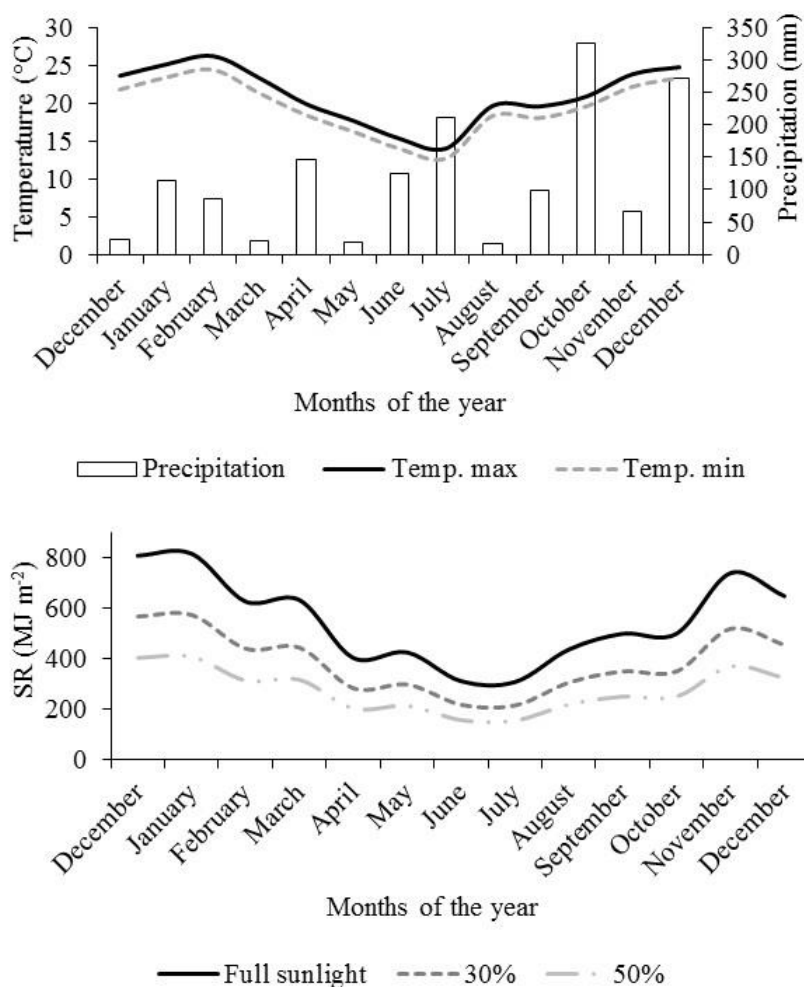 30 350
25 300
20 250
15 200
10 150
5 100
0 50
0
Temperaturre (°C)
Precipitation (mm)
December January February March April May June July August September October November December
Months of the year
Precipitation Temp. max Temp. min
800
600
400
200
0
SR (MJ m-2)
December January February March April May June July August September October November December
Months of the year
Full sunlight 30% 50%